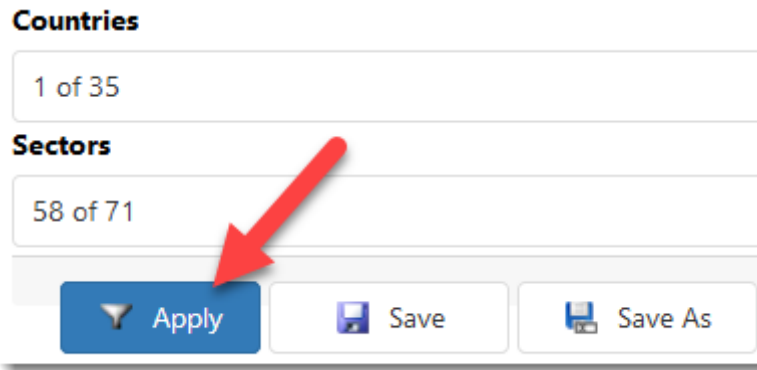 Countries
1 of 35
Sectors
58 of 71
Apply Save Save As